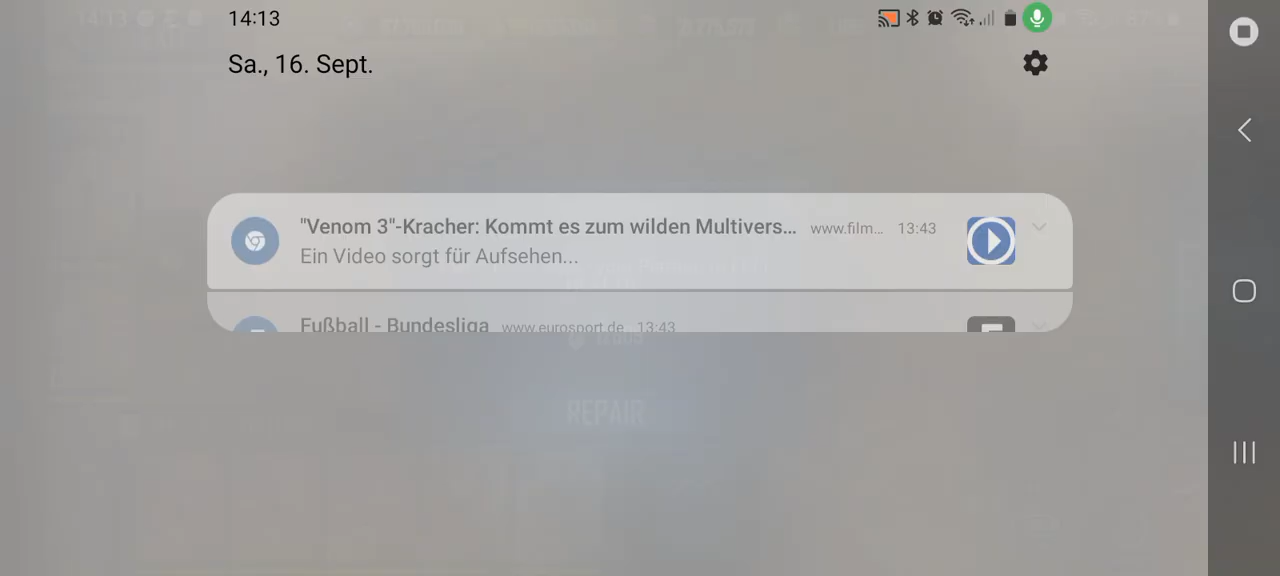 14:13
Sa., 16. Sept.
"Venom 3"-Kracher: Kommt es zum wilden Multivers... www.film... 13:43
Ein Video sorgt für Aufsehen...
Fußball - Bundesliga www.eurosport.de 13:43
REPAIR